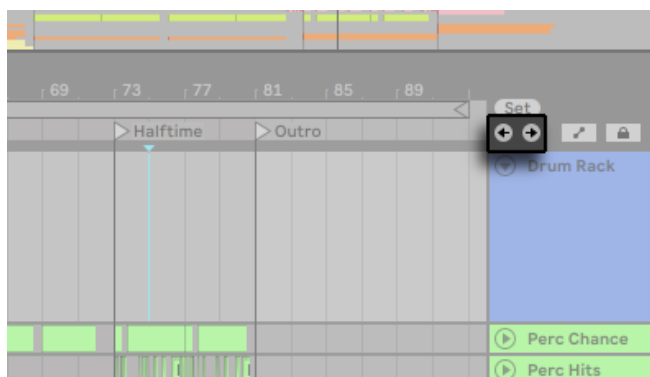 69 73 77 81 85 89
Set
Halftime Outro
Drum Rack
Perc Chance
Perc Hits